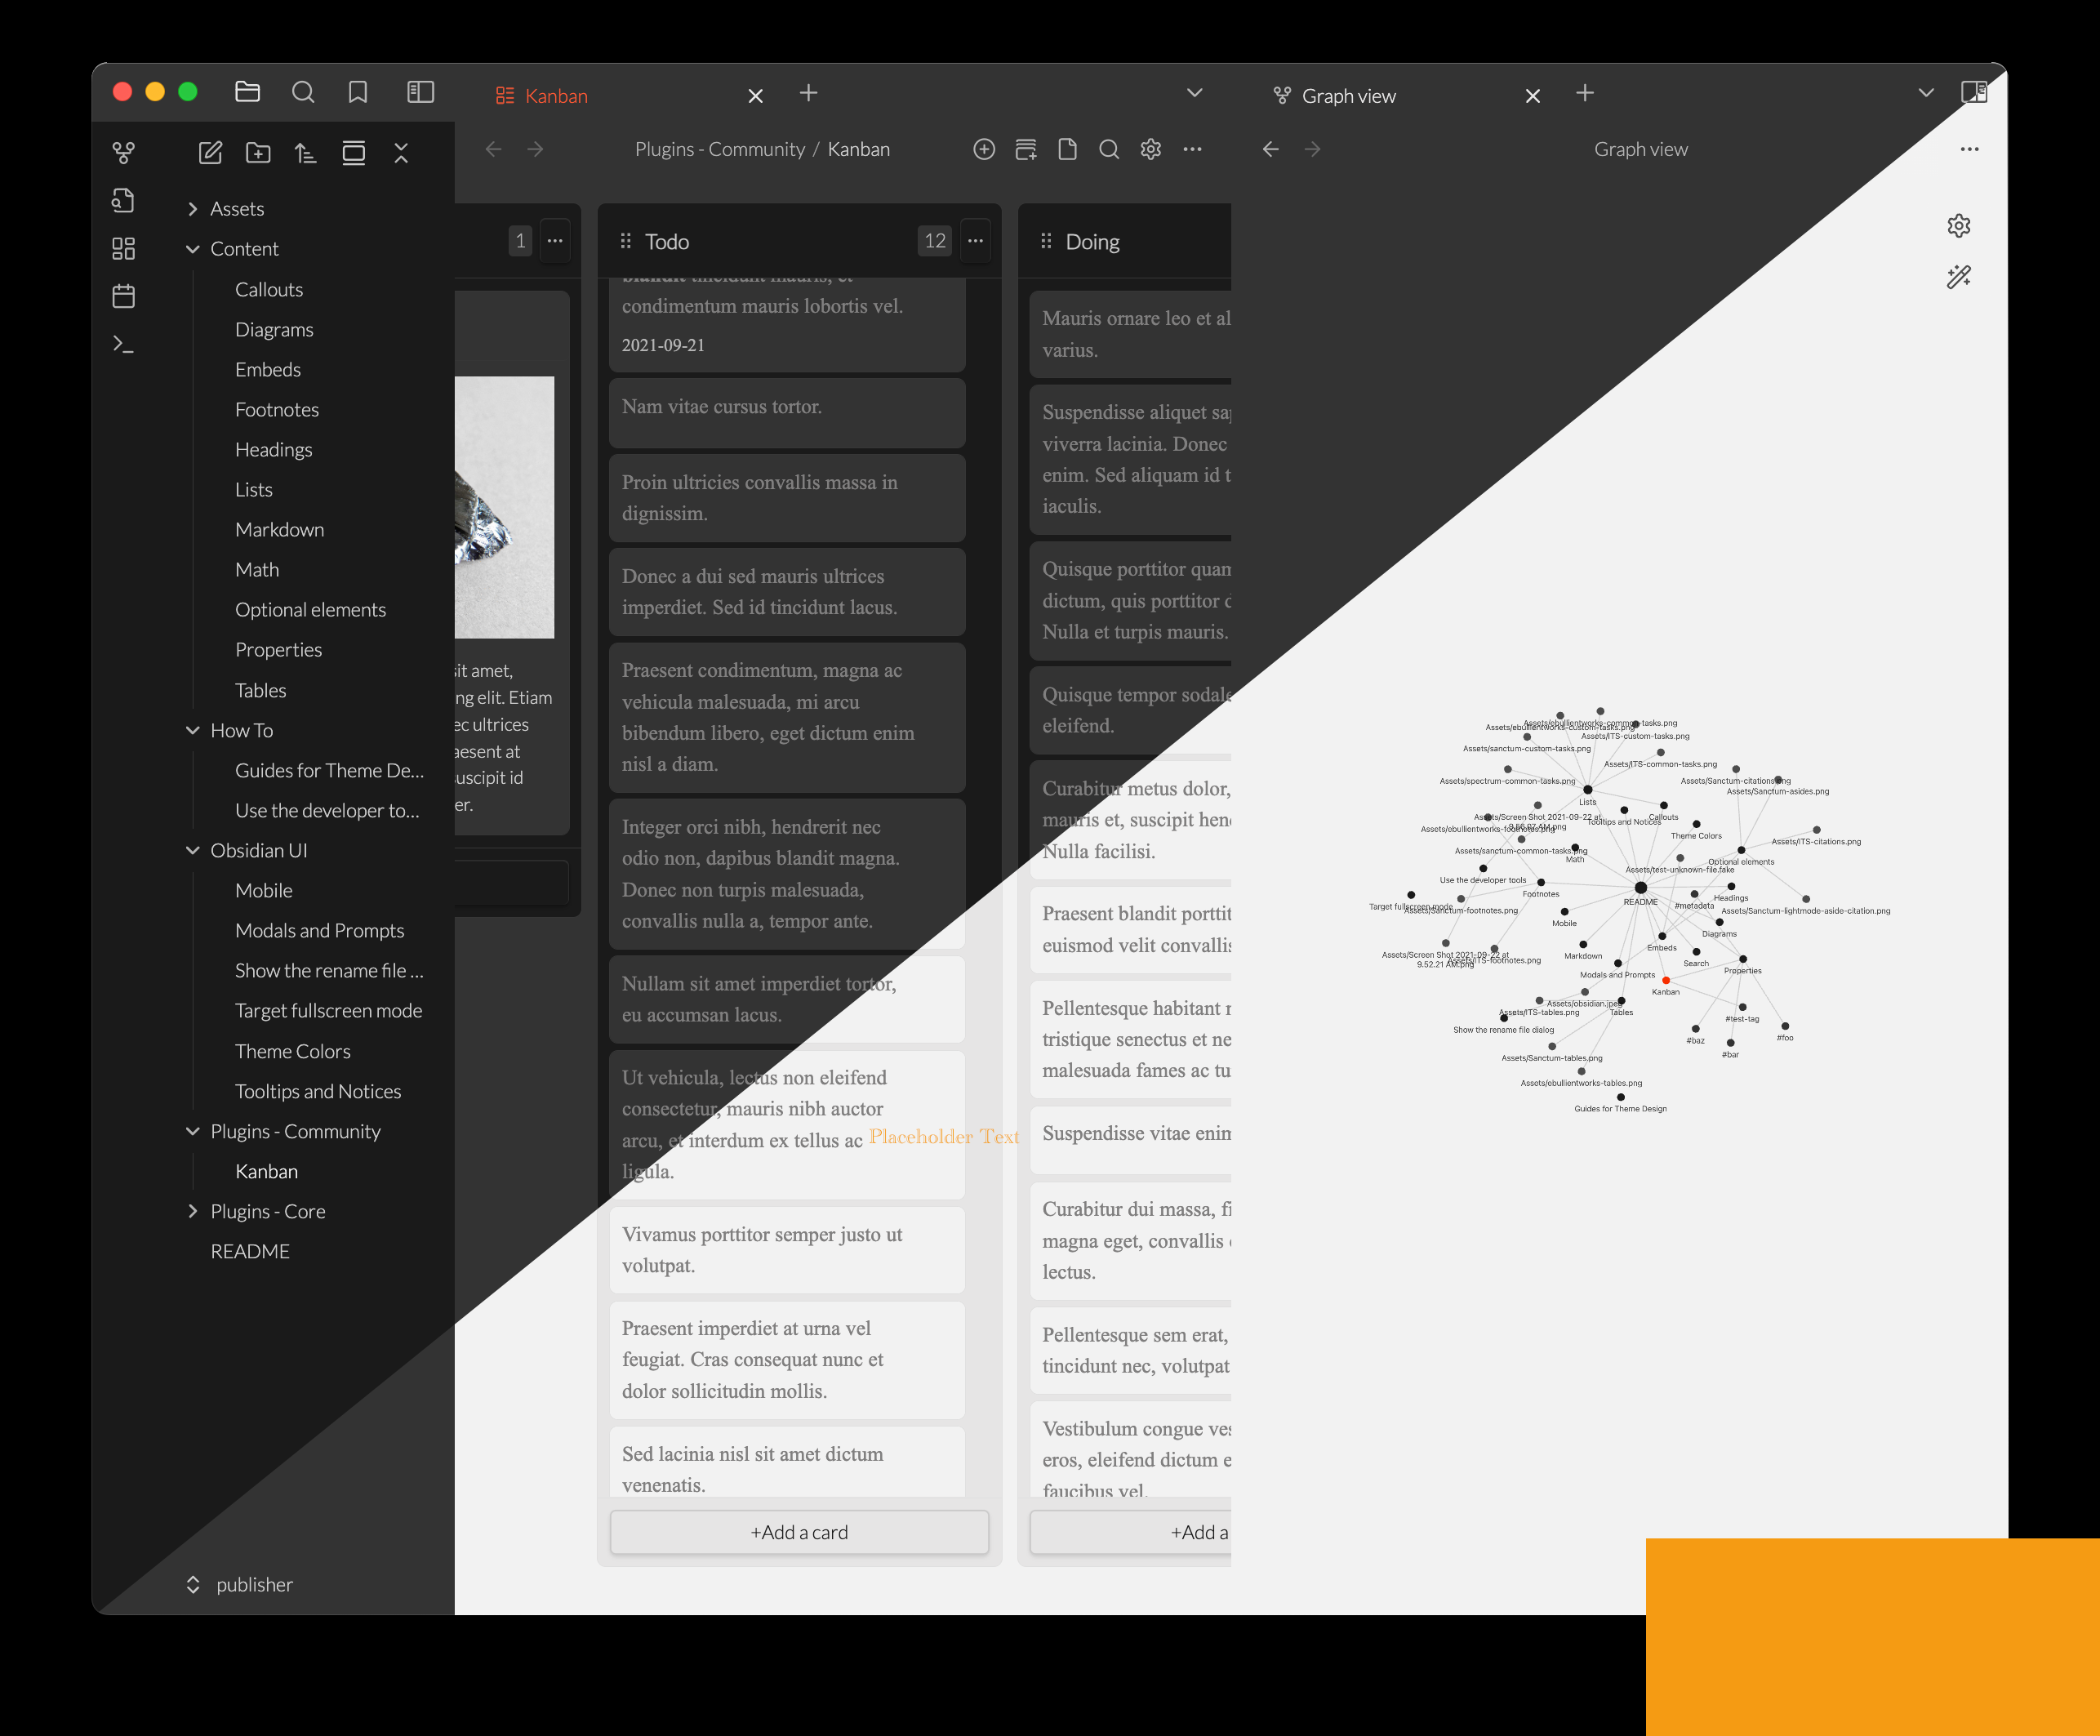 Kanban
Graph view
Plugins - Community / Kanban
Graph view
Assets
Content
Callouts
Diagrams
Embeds
Footnotes
Headings
Lists
Markdown
Math
Optional elements
Properties
Tables
How To
Guides for Theme De...
Use the developer to...
Obsidian UI
Mobile
Modals and Prompts
Show the rename file ...
Target fullscreen mode
Theme Colors
Tooltips and Notices
Plugins - Community
Kanban
Plugins - Core
README
publisher
1
sit amet,
ng elit. Etiam
ec ultrices
aesent at
suscipit id
er.
Todo
12
blandit tincidunt mauris, et
condimentum mauris lobortis vel.
2021-09-21
Nam vitae cursus tortor.
Proin ultricies convallis massa in
dignissim.
Donec a dui sed mauris ultrices
imperdiet. Sed id tincidunt lacus.
Praesent condimentum, magna ac
vehicula malesuada, mi arcu
bibendum libero, eget dictum enim
nisl a diam.
Integer orci nibh, hendrerit nec
odio non, dapibus blandit magna.
Donec non turpis malesuada,
convallis nulla a, tempor ante.
Nullam sit amet imperdiet tortor,
eu accumsan lacus.
Ut vehicula, lectus non eleifend
consectetur, mauris nibh auctor
arcu, et interdum ex tellus ac
ligula.
Placeholder Text
Vivamus porttitor semper justo ut
volutpat.
Praesent imperdiet at urna vel
feugiat. Cras consequat nunc et
dolor sollicitudin mollis.
Sed lacinia nisl sit amet dictum
venenatis.
+Add a card
Doing
Mauris ornare leo et al
varius.
Suspendisse aliquet sap
viverra lacinia. Donec
enim. Sed aliquam id t
iaculis.
Quisque porttitor quam
dictum, quis porttitor
Nulla et turpis mauris.
Quisque tempor sodale
eleifend.
Curabitur metus dolor,
mauris et, suscipit hen
Nulla facilisi.
Praesent blandit porttit
euismod velit convallis
Pellentesque habitant
tristique senectus et ne
malesuada fames ac tu
Suspendisse vitae enim
Curabitur dui massa, fi
magna eget, convallis
lectus.
Pellentesque sem erat,
tincidunt nec, volutpat
Vestibulum congue ves
eros, eleifend dictum e
faucibus vel.
+Add a
Assets/ebullientworks-common-tasks.png
Assets/ebullientworks-custom-tasks.png
Assets/ITS-custom-tasks.png
Assets/sanctum-custom-tasks.png
Assets/ITS-common-tasks.png
Assets/spectrum-common-tasks.png
Assets/Sanctum-citations.png
Assets/Sanctum-asides.png
Lists
Callouts
Assets/Screen Shot 2021-09-22 at
Tooltips and Notices
Assets/ebullientworks-footnotes.png
Theme Colors
Assets/ITS-citations.png
Assets/sanctum-common-tasks.png
Math
Optional elements
Assets/test-unknown-file.fake
Use the developer tools
Footnotes
README
Headings
Target fullscreen mode
Assets/Sanctum-footnotes.png
#metadata
Assets/Sanctum-lightmode-aside-citation.png
Mobile
Diagrams
Embeds
Assets/Screen Shot 2021-09-22 at
9.52.21 AM.png
Assets/ITS-footnotes.png
Markdown
Search
Properties
Modals and Prompts
Kanban
Assets/obsidian.jpeg
Assets/ITS-tables.png
Tables
#test-tag
Show the rename file dialog
#baz
#foo
#bar
Assets/Sanctum-tables.png
Assets/ebullientworks-tables.png
Guides for Theme Design